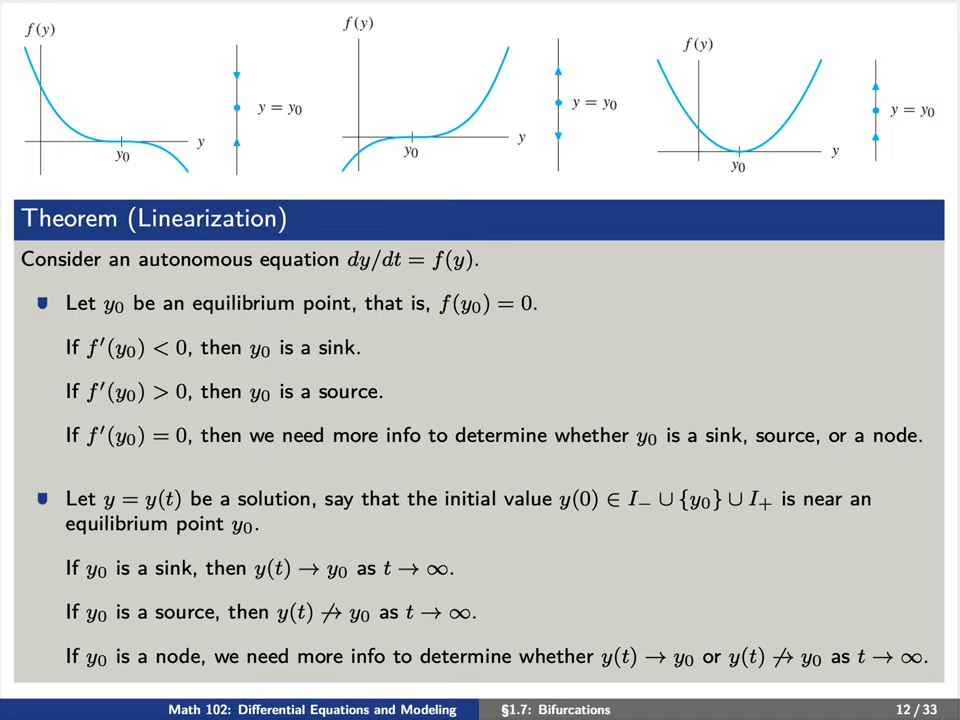 f(y)
y = y₀
y
y₀
f(y)
y = y₀
y
y₀
f(y)
y = y₀
y
y₀
Theorem (Linearization)
Consider an autonomous equation dy/dt = f(y).
Let y₀ be an equilibrium point, that is, f(y₀) = 0.
If f′(y₀) < 0, then y₀ is a sink.
If f′(y₀) > 0, then y₀ is a source.
If f′(y₀) = 0, then we need more info to determine whether y₀ is a sink, source, or a node.
Let y = y(t) be a solution, say that the initial value y(0) ∈ I₋ ∪ {y₀} ∪ I₊ is near an
equilibrium point y₀.
If y₀ is a sink, then y(t) → y₀ as t → ∞.
If y₀ is a source, then y(t) ↛ y₀ as t → ∞.
If y₀ is a node, we need more info to determine whether y(t) → y₀ or y(t) ↛ y₀ as t → ∞.
Math 102: Differential Equations and Modeling §1.7: Bifurcations 12 / 33